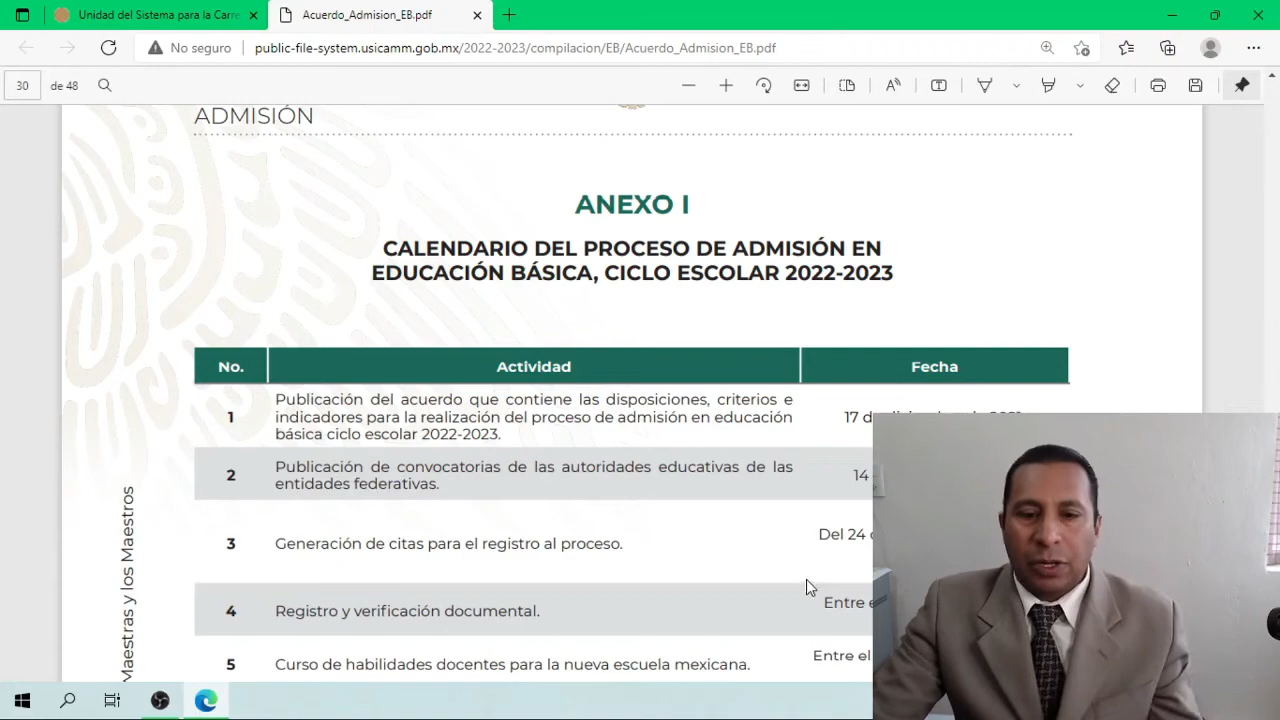 Unidad del Sistema para la Carre
Acuerdo_Admision_EB.pdf
No seguro
public-file-system.usicamm.gob.mx/2022-2023/compilacion/EB/Acuerdo_Admision_EB.pdf
30 de 48
ADMISIÓN
ANEXO I
CALENDARIO DEL PROCESO DE ADMISIÓN EN
EDUCACIÓN BÁSICA, CICLO ESCOLAR 2022-2023
No. Actividad Fecha
Publicación del acuerdo que contiene las disposiciones, criterios e
1 indicadores para la realización del proceso de admisión en educación 17
básica ciclo escolar 2022-2023.
Publicación de convocatorias de las autoridades educativas de las
2 14
entidades federativas.
Del 24
3 Generación de citas para el registro al proceso.
Entre
4 Registro y verificación documental.
Entre el
5 Curso de habilidades docentes para la nueva escuela mexicana.
Maestras y los Maestros